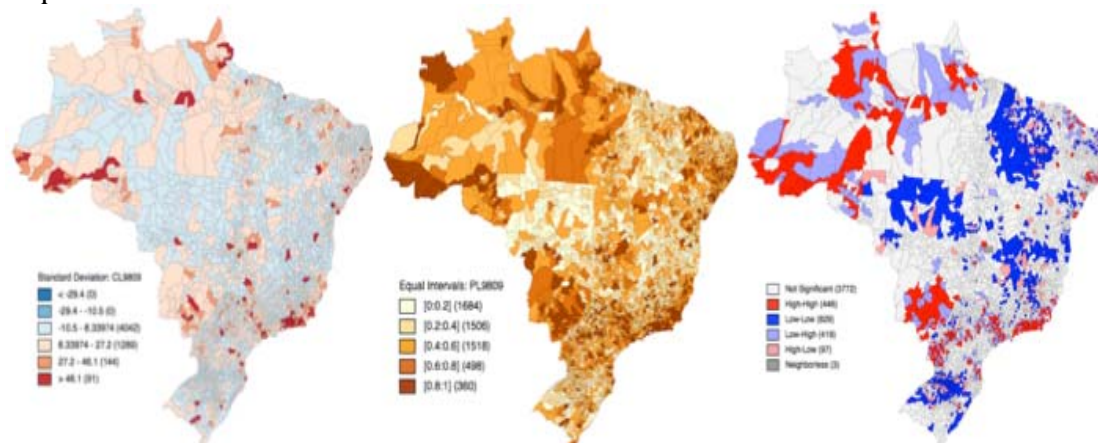 Standard Deviation: CL9809
< -29.4 (0)
-29.4 - -10.5 (0)
-10.5 - 8.33974 (4042)
8.33974 - 27.2 (1289)
27.2 - 46.1 (144)
> 46.1 (91)
Equal Intervals: PL9809
[0:0.2] (1684)
[0.2:0.4] (1506)
[0.4:0.6] (1518)
[0.6:0.8] (498)
[0.8:1] (360)
Not Significant (3772)
High-High (446)
Low-Low (829)
Low-High (419)
High-Low (97)
Neighborless (3)